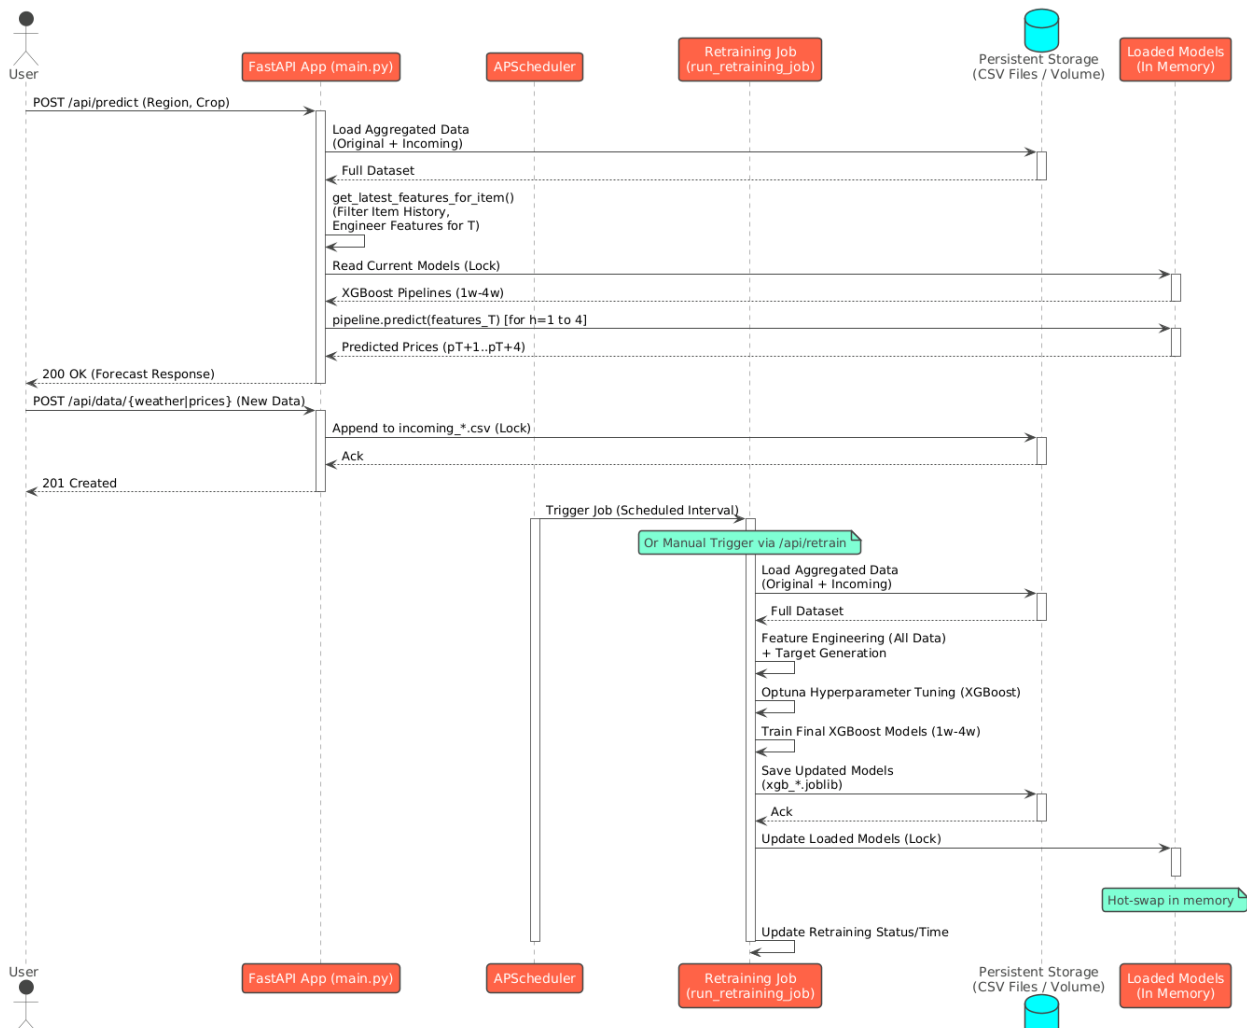 User
FastAPI App (main.py)
APScheduler
Retraining Job
(run_retraining_job)
Persistent Storage
(CSV Files / Volume)
Loaded Models
(In Memory)
POST /api/predict (Region, Crop)
Load Aggregated Data
(Original + Incoming)
Full Dataset
get_latest_features_for_item()
(Filter Item History,
Engineer Features for T)
Read Current Models (Lock)
XGBoost Pipelines (1w-4w)
pipeline.predict(features_T) [for h=1 to 4]
Predicted Prices (pT+1..pT+4)
200 OK (Forecast Response)
POST /api/data/{weather|prices} (New Data)
Append to incoming_*.csv (Lock)
Ack
201 Created
Trigger Job (Scheduled Interval)
Or Manual Trigger via /api/retrain
Load Aggregated Data
(Original + Incoming)
Full Dataset
Feature Engineering (All Data)
+ Target Generation
Optuna Hyperparameter Tuning (XGBoost)
Train Final XGBoost Models (1w-4w)
Save Updated Models
(xgb_*.joblib)
Ack
Update Loaded Models (Lock)
Hot-swap in memory
Update Retraining Status/Time
User
FastAPI App (main.py)
APScheduler
Retraining Job
(run_retraining_job)
Persistent Storage
(CSV Files / Volume)
Loaded Models
(In Memory)